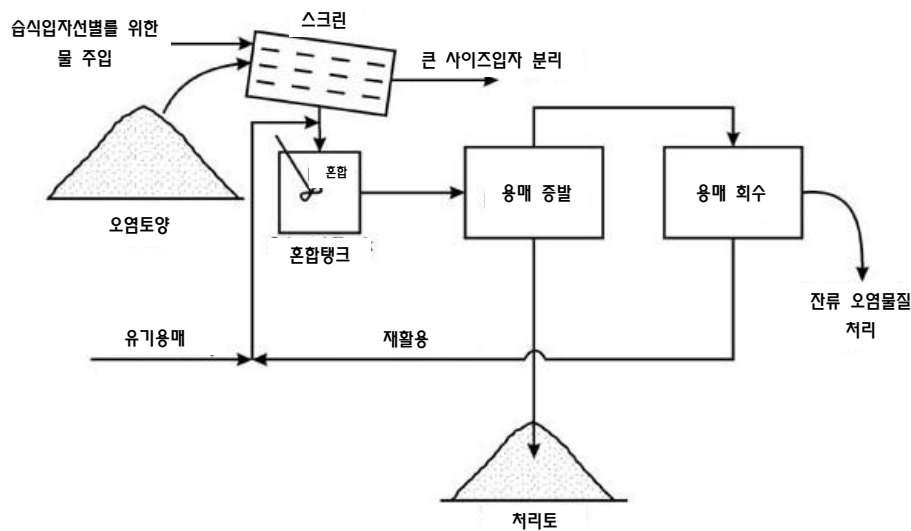 스크린
습식입자선별를 위한
물 주입
큰 사이즈입자 분리
혼합
용매 증발
용매 회수
오염토양
혼합탱크
잔류 오염물질
처리
유기용매
재활용
처리토